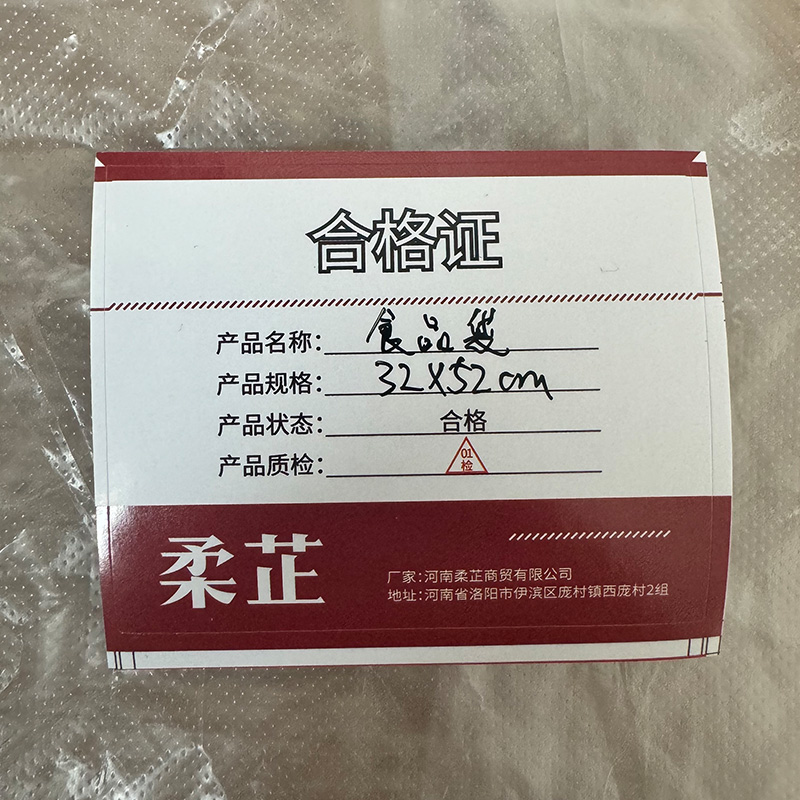 合格证
产品名称：食品袋
产品规格：32X52cm
产品状态：合格
产品质检：01检
柔芷
厂家：河南柔芷商贸有限公司
地址：河南省洛阳市伊滨区庞村镇西庞村2组